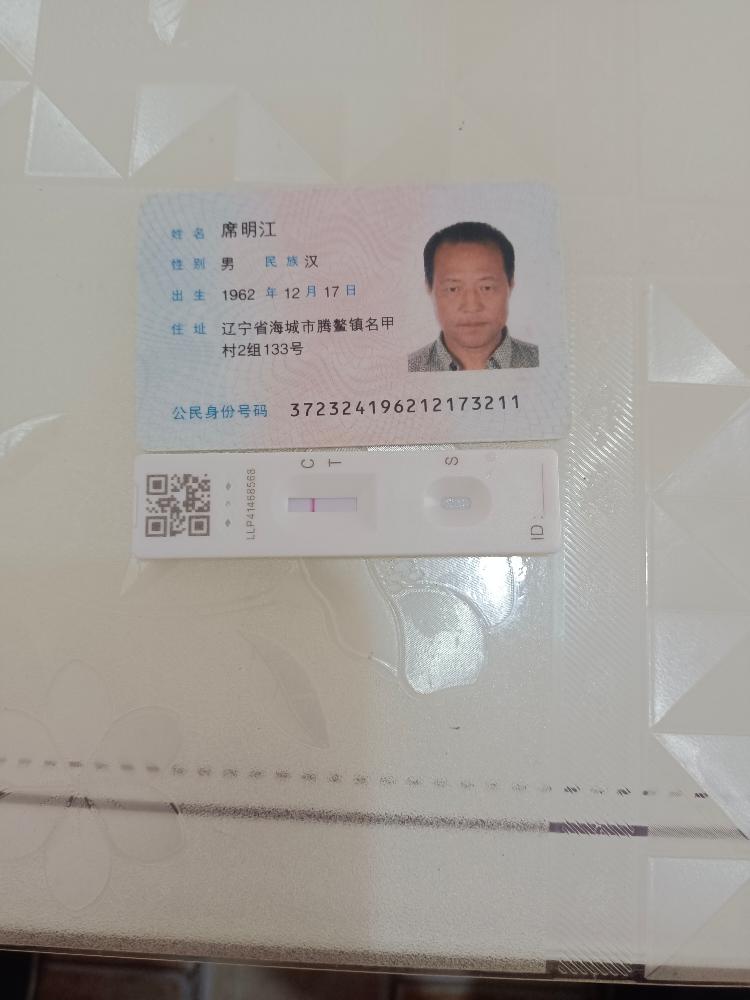 姓名 席明江
性别 男 民族 汉
出生 1962 年 12 月 17 日
住址 辽宁省海城市腾鳌镇名甲
村2组133号
公民身份号码 372324196212173211
C T S
LLP41468568
ID: